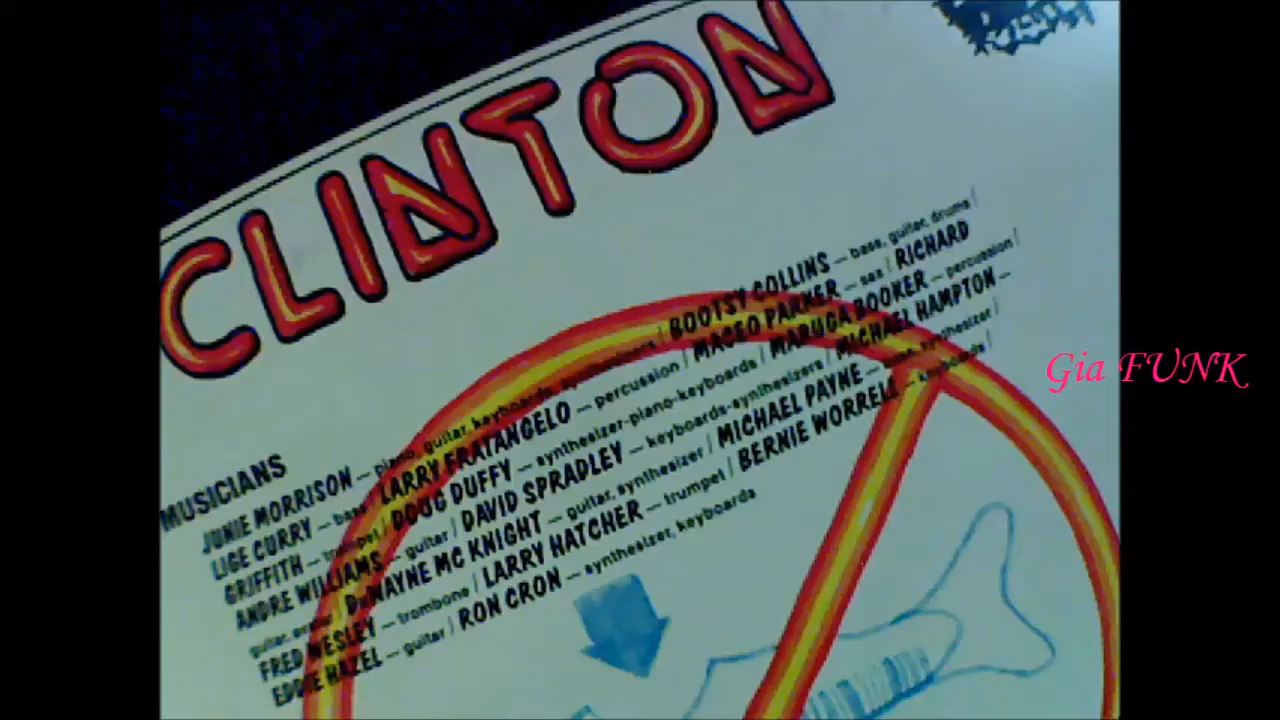 CLINTON
MUSICIANS
JUNIE MORRISON — piano, guitar, keyboards, synthesizers / BOOTSY COLLINS — bass, guitar, drums /
LIGE CURRY — bass / LARRY FRATANGELO — percussion / MACEO PARKER — sax / RICHARD
GRIFFITH — trumpet / DOUG DUFFY — synthesizer-piano-keyboards / MARUGA BOOKER — percussion /
ANDRE WILLIAMS — guitar / DAVID SPRADLEY — keyboards-synthesizers / MICHAEL HAMPTON —
guitar, / DeWAYNE MC KNIGHT — guitar, synthesizer / MICHAEL PAYNE — synthesizer /
FRED WESLEY — trombone / LARRY HATCHER — trumpet / BERNIE WORRELL — keyboards /
EDDIE HAZEL — guitar / RON CRON — synthesizer, keyboards
Gia FUNK